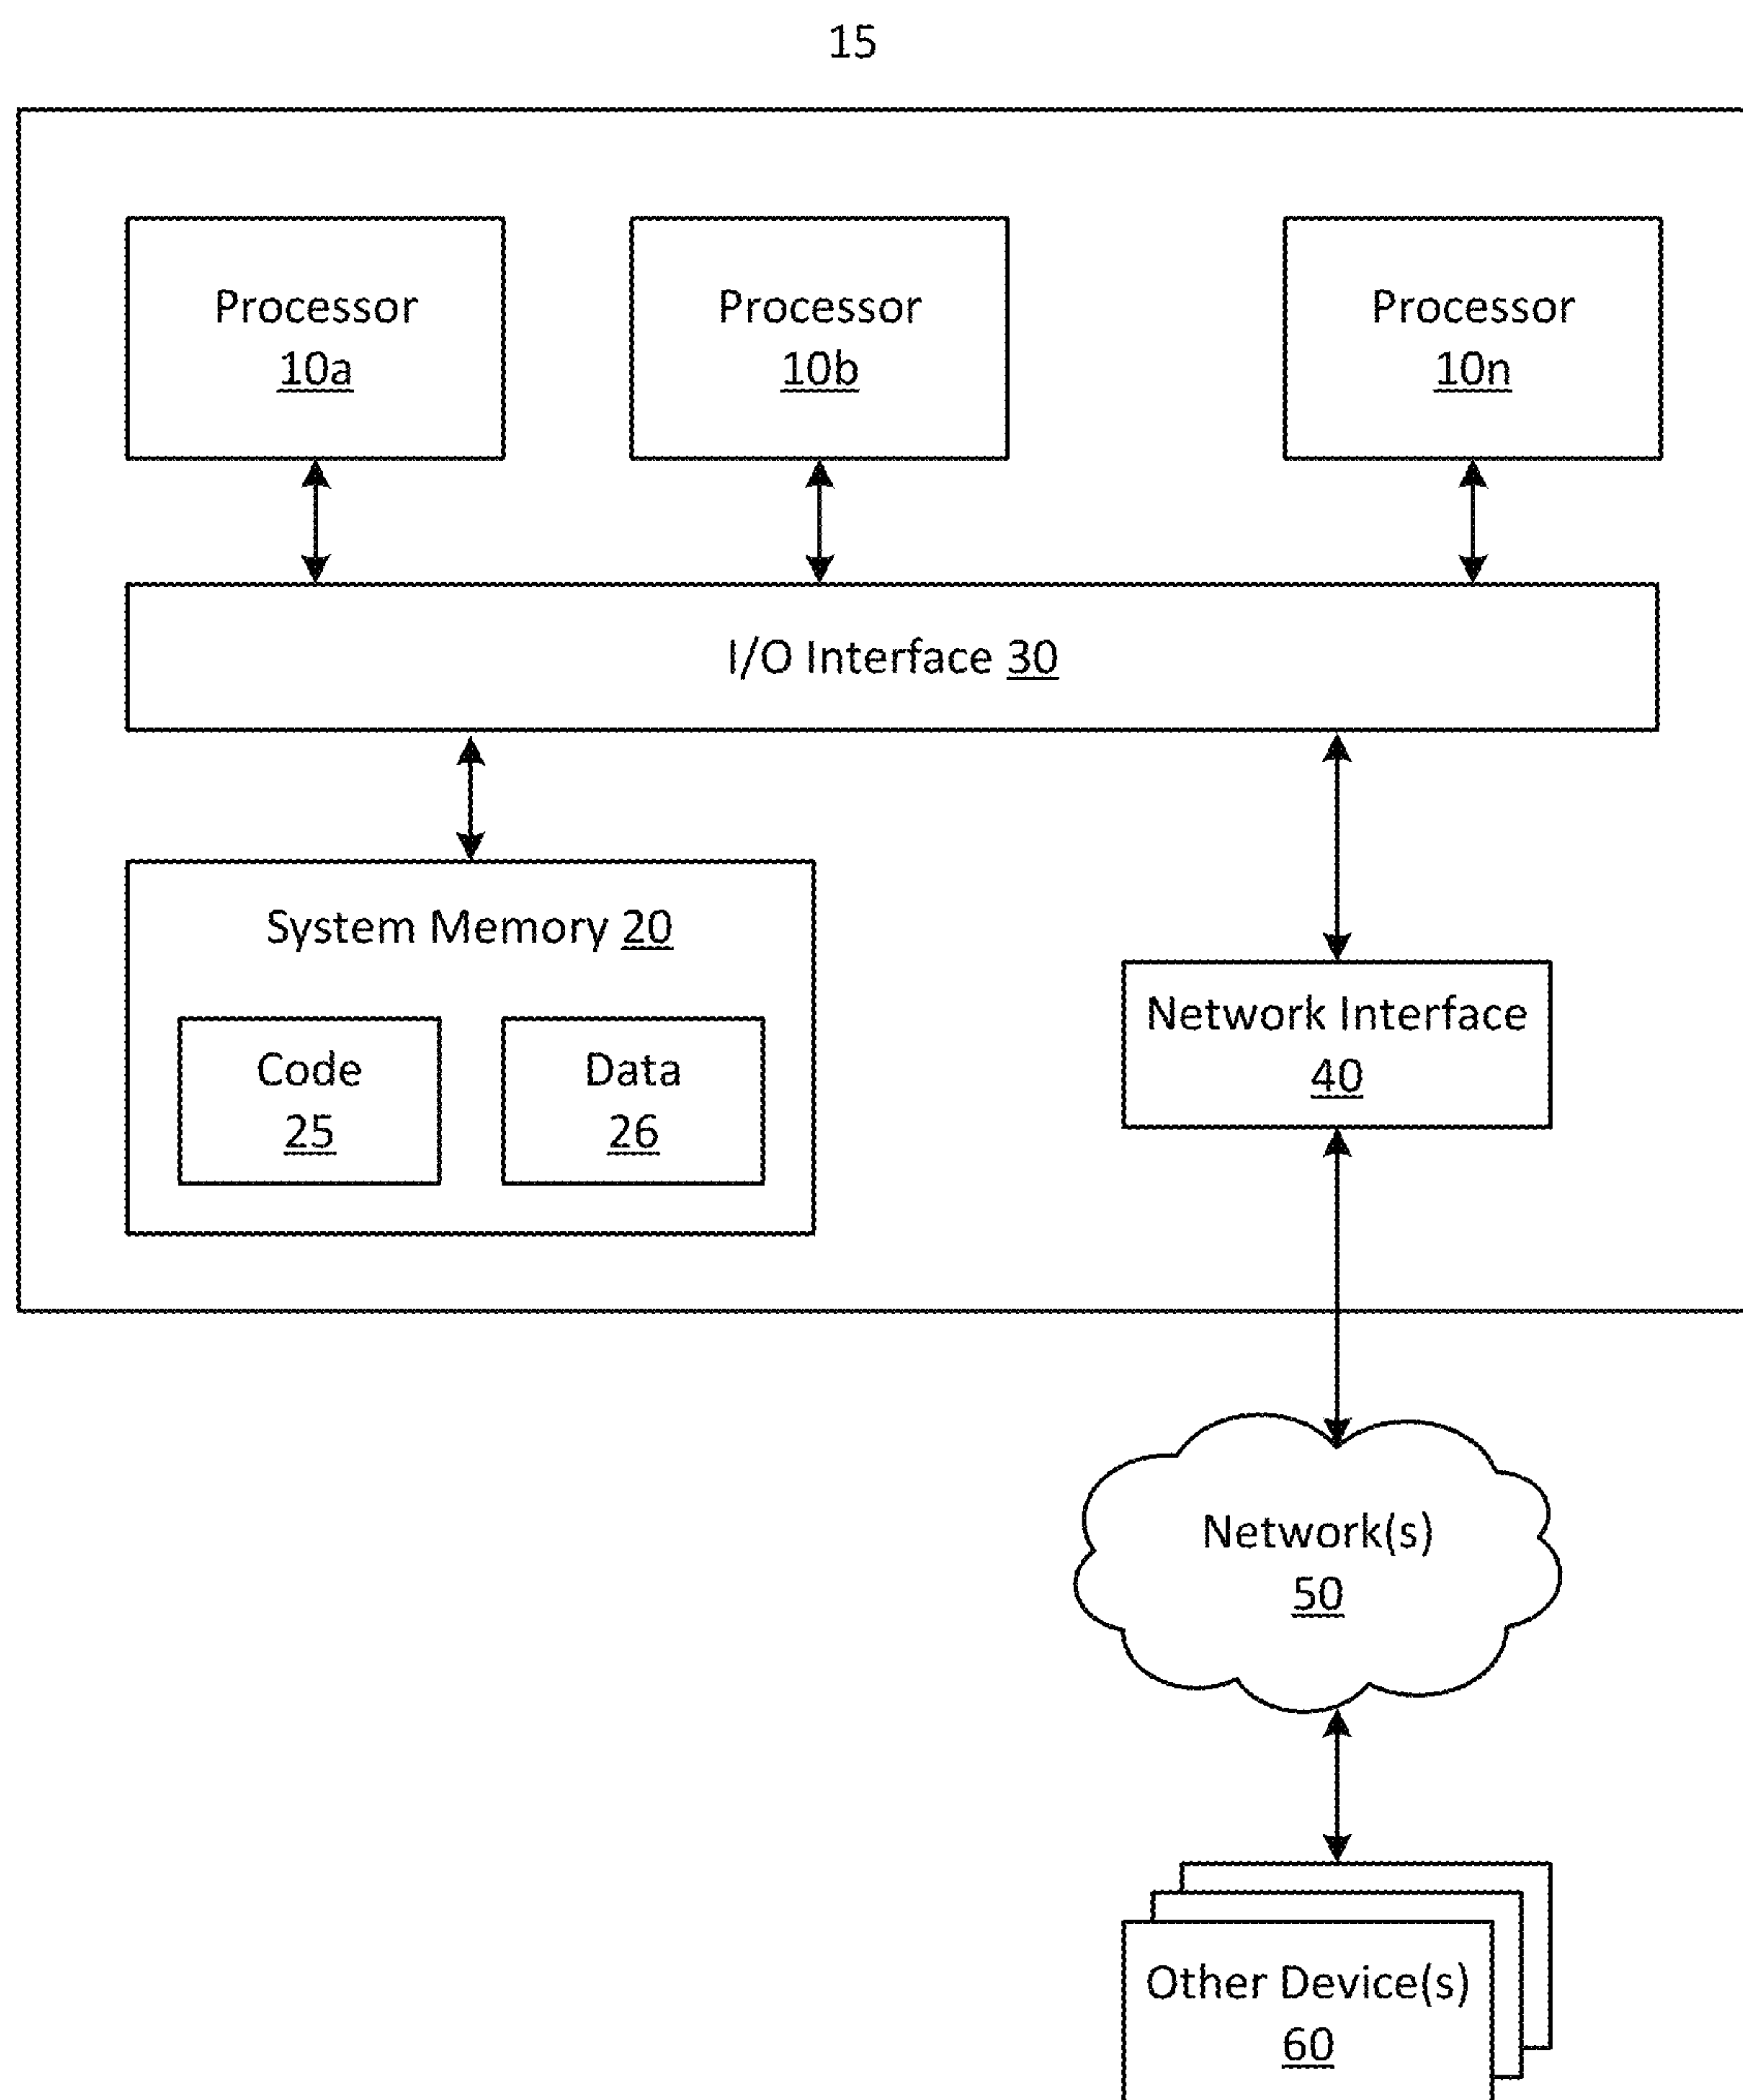 15
Processor
10a
Processor
10b
Processor
10n
I/O Interface 30
System Memory 20
Code
25
Data
26
Network Interface
40
Network(s)
50
Other Device(s)
60